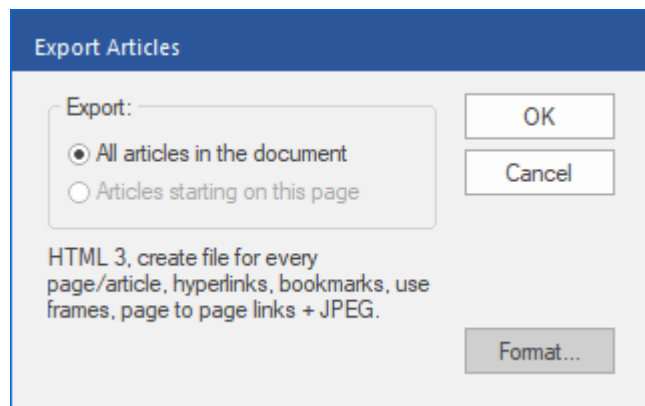 Export Articles
Export:
All articles in the document
Articles starting on this page
OK
Cancel
HTML 3, create file for every
page/article, hyperlinks, bookmarks, use
frames, page to page links + JPEG.
Format...